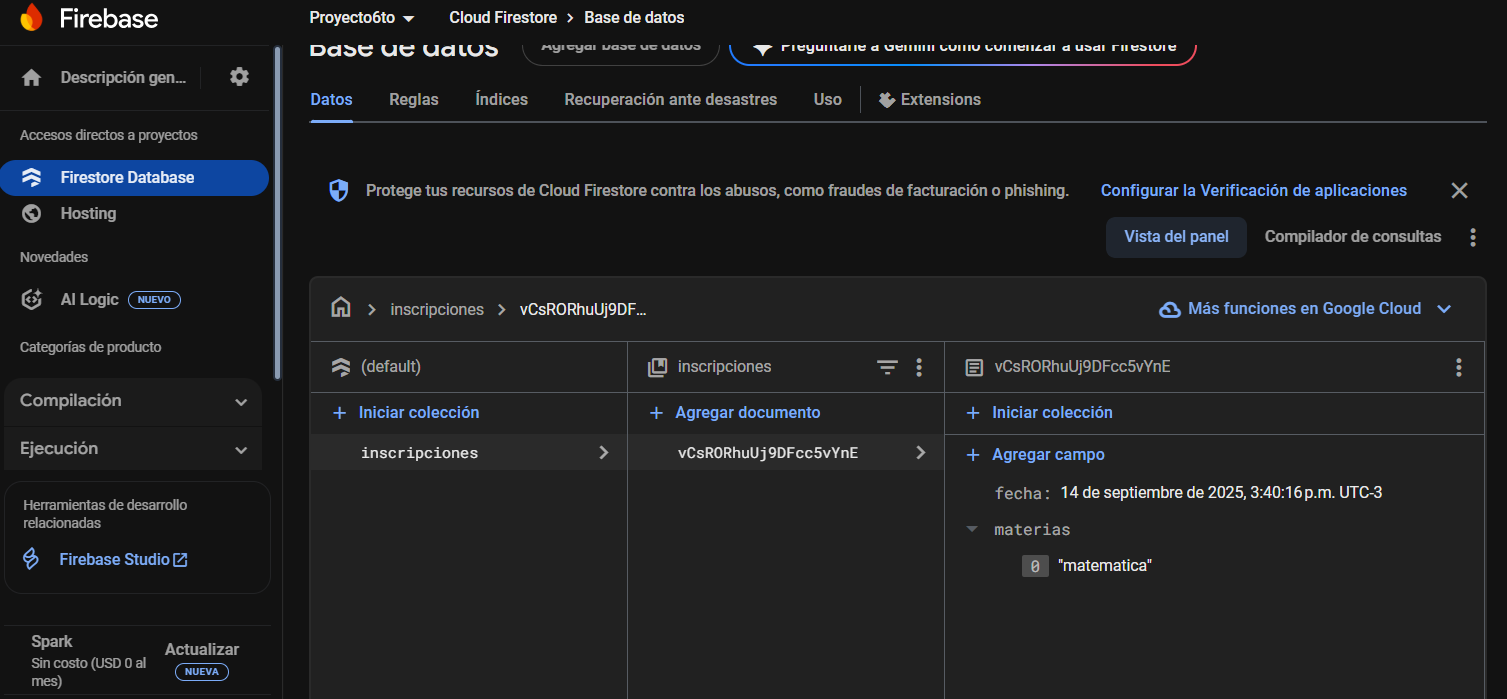 Firebase
Proyecto6to
Cloud Firestore > Base de datos
Base de datos
Agregar base de datos
Preguntarle a Gemini cómo comenzar a usar Firestore
Descripción gen...
Datos
Reglas
Índices
Recuperación ante desastres
Uso
Extensions
Accesos directos a proyectos
Firestore Database
Hosting
Novedades
AI Logic NUEVO
Categorías de producto
Compilación
Ejecución
Herramientas de desarrollo
relacionadas
Firebase Studio
Spark
Sin costo (USD 0 al
mes)
Actualizar
NUEVA
Protege tus recursos de Cloud Firestore contra los abusos, como fraudes de facturación o phishing.
Configurar la Verificación de aplicaciones
Vista del panel
Compilador de consultas
inscripciones > vCsRORhuUj9DF...
Más funciones en Google Cloud
(default)
+ Iniciar colección
inscripciones
inscripciones
+ Agregar documento
vCsRORhuUj9DFcc5vYnE
vCsRORhuUj9DFcc5vYnE
+ Iniciar colección
+ Agregar campo
fecha: 14 de septiembre de 2025, 3:40:16 p.m. UTC-3
materias
0 "matematica"